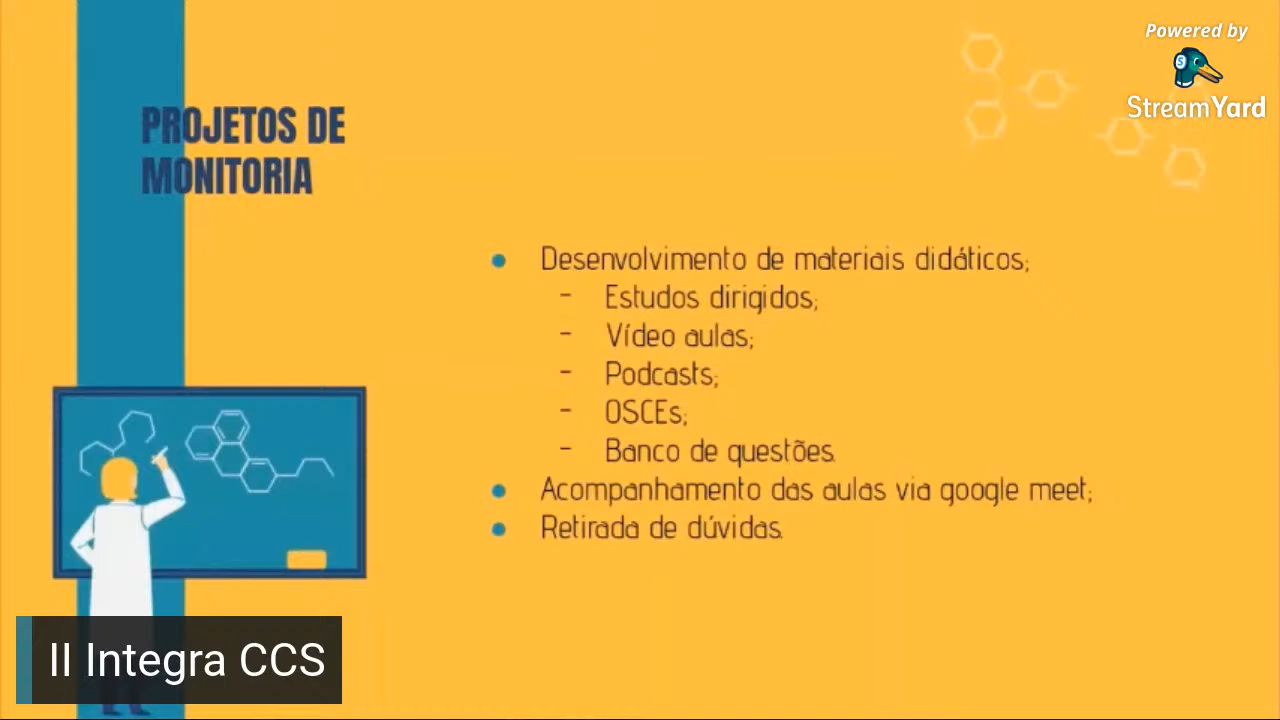 Powered by
StreamYard
PROJETOS DE
MONITORIA
● Desenvolvimento de materiais didáticos;
- Estudos dirigidos;
- Vídeo aulas;
- Podcasts;
- OSCEs;
- Banco de questões.
● Acompanhamento das aulas via google meet;
● Retirada de dúvidas.
II Integra CCS